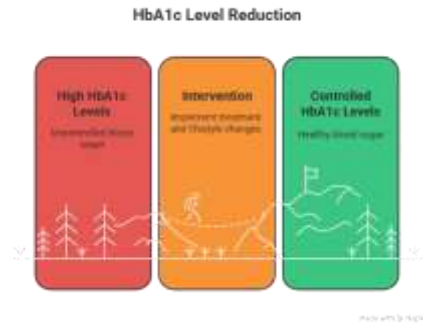 HbA1c Level Reduction
High HbA1c
Levels
Uncontrolled blood
sugar
Intervention
Implement treatment
and lifestyle changes
Controlled
HbA1c Levels
Healthy blood sugar